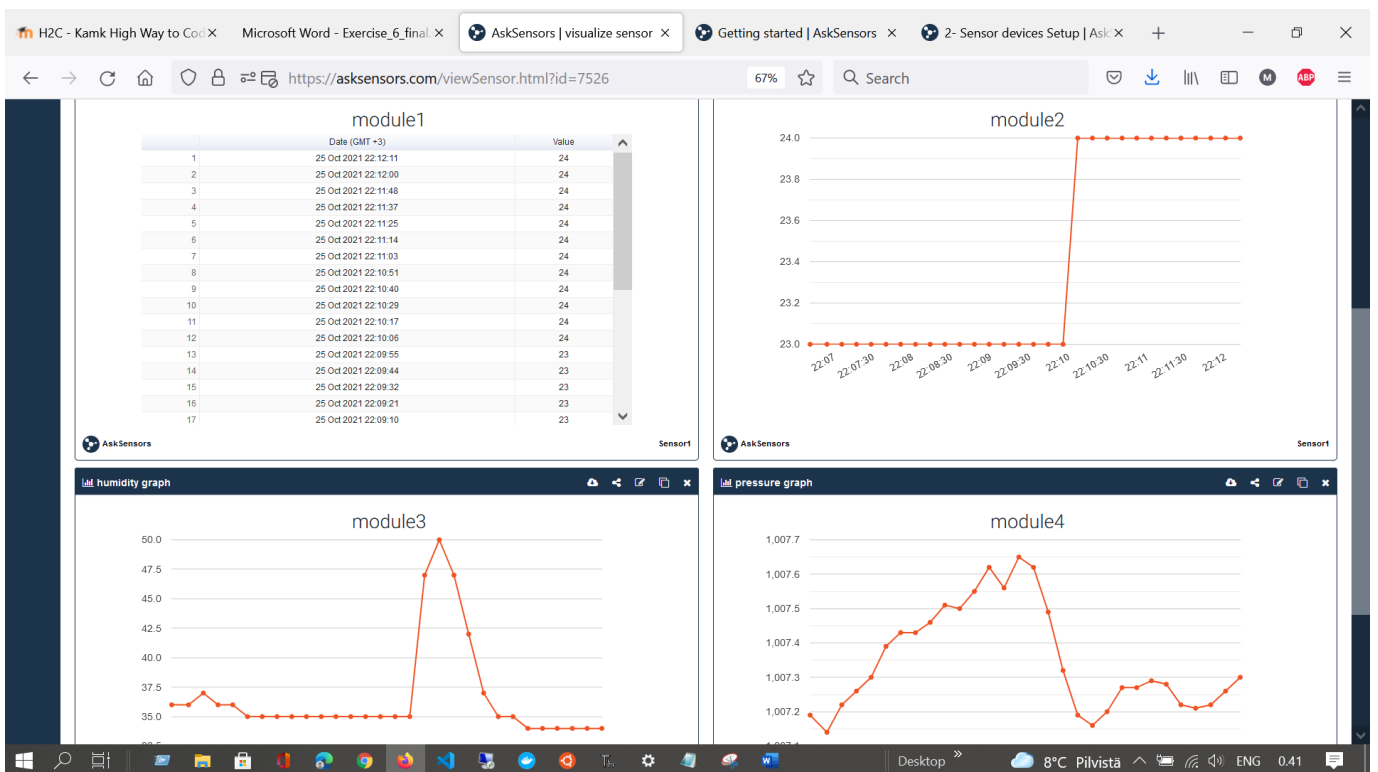 H2C - Kamk High Way to Cod
Microsoft Word - Exercise_6_final.
AskSensors | visualize sensor
Getting started | AskSensors
2- Sensor devices Setup | Ask
https://asksensors.com/viewSensor.html?id=7526
67%
Search
M
ABP
module1
Date (GMT +3) Value
1 25 Oct 2021 22:12:11 24
2 25 Oct 2021 22:12:00 24
3 25 Oct 2021 22:11:48 24
4 25 Oct 2021 22:11:37 24
5 25 Oct 2021 22:11:25 24
6 25 Oct 2021 22:11:14 24
7 25 Oct 2021 22:11:03 24
8 25 Oct 2021 22:10:51 24
9 25 Oct 2021 22:10:40 24
10 25 Oct 2021 22:10:29 24
11 25 Oct 2021 22:10:17 24
12 25 Oct 2021 22:10:06 24
13 25 Oct 2021 22:09:55 23
14 25 Oct 2021 22:09:44 23
15 25 Oct 2021 22:09:32 23
16 25 Oct 2021 22:09:21 23
17 25 Oct 2021 22:09:10 23
AskSensors
Sensor1
module2
24.0
23.8
23.6
23.4
23.2
23.0
22:07 22:07:30 22:08 22:08:30 22:09 22:09:30 22:10 22:10:30 22:11 22:11:30 22:12
AskSensors
Sensor1
humidity graph
module3
50.0
47.5
45.0
42.5
40.0
37.5
35.0
pressure graph
module4
1,007.7
1,007.6
1,007.5
1,007.4
1,007.3
1,007.2
Desktop
8°C Pilvistä
ENG
0.41